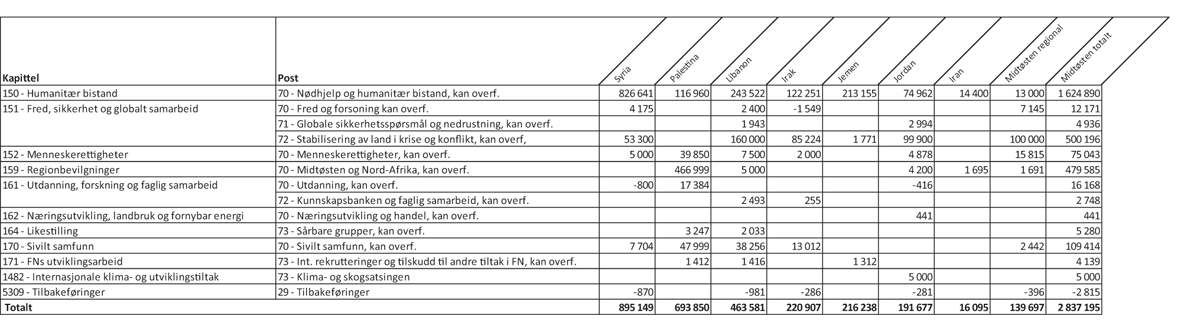 Kapittel Post Syria Palestina Libanon Irak Jemen Jordan Iran Midtøsten regional Midtøsten totalt
150 - Humanitær bistand 70 - Nødhjelp og humanitær bistand, kan overf. 826 641 116 960 243 522 122 251 213 155 74 962 14 400 13 000 1 624 890
151 - Fred, sikkerhet og globalt samarbeid 70 - Fred og forsoning kan overf. 4 175 2 400 -1 549 7 145 12 171
71 - Globale sikkerhetsspørsmål og nedrustning, kan overf. 1 943 2 994 4 936
72 - Stabilisering av land i krise og konflikt, kan overf, 53 300 160 000 85 224 1 771 99 900 100 000 500 196
152 - Menneskerettigheter 70 - Menneskerettigheter, kan overf. 5 000 39 850 7 500 2 000 4 878 15 815 75 043
159 - Regionbevilgninger 70 - Midtøsten og Nord-Afrika, kan overf. 466 999 5 000 4 200 1 695 1 691 479 585
161 - Utdanning, forskning og faglig samarbeid 70 - Utdanning, kan overf. -800 17 384 -416 16 168
72 - Kunnskapsbanken og faglig samarbeid, kan overf. 2 493 255 2 748
162 - Næringsutvikling, landbruk og fornybar energi 70 - Næringsutvikling og handel, kan overf. 441 441
164 - Likestilling 73 - Sårbare grupper, kan overf. 3 247 2 033 5 280
170 - Sivilt samfunn 70 - Sivilt samfunn, kan overf. 7 704 47 999 38 256 13 012 2 442 109 414
171 - FNs utviklingsarbeid 73 - Int. rekrutteringer og tilskudd til andre tiltak i FN, kan overf. 1 412 1 416 1 312 4 139
1482 - Internasjonale klima- og utviklingstiltak 73 - Klima- og skogsatsingen 5 000 5 000
5309 - Tilbakeføringer 29 - Tilbakeføringer -870 -981 -286 -281 -396 -2 815
Totalt 895 149 693 850 463 581 220 907 216 238 191 677 16 095 139 697 2 837 195